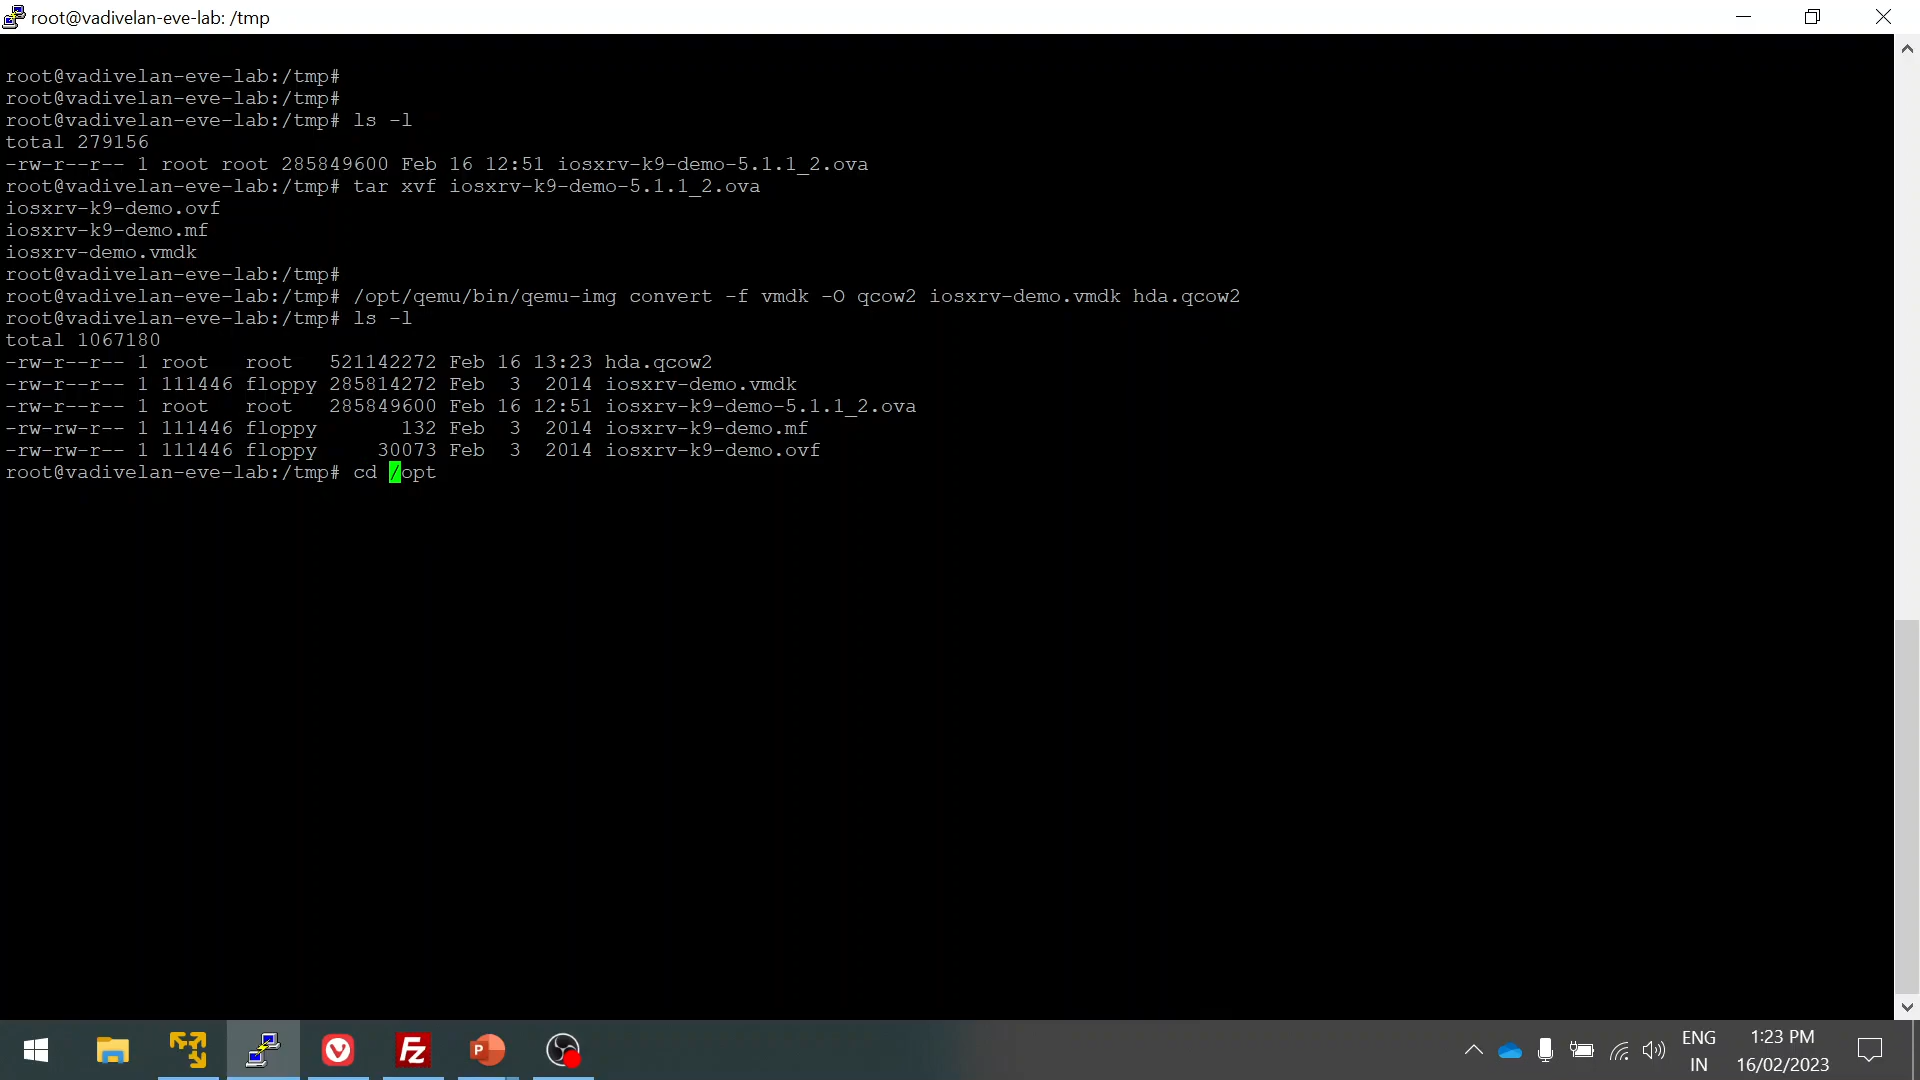 root@vadivelan-eve-lab: /tmp
root@vadivelan-eve-lab:/tmp#
root@vadivelan-eve-lab:/tmp#
root@vadivelan-eve-lab:/tmp# ls -l
total 279156
-rw-r--r-- 1 root root 285849600 Feb 16 12:51 iosxrv-k9-demo-5.1.1_2.ova
root@vadivelan-eve-lab:/tmp# tar xvf iosxrv-k9-demo-5.1.1_2.ova
iosxrv-k9-demo.ovf
iosxrv-k9-demo.mf
iosxrv-demo.vmdk
root@vadivelan-eve-lab:/tmp#
root@vadivelan-eve-lab:/tmp# /opt/qemu/bin/qemu-img convert -f vmdk -O qcow2 iosxrv-demo.vmdk hda.qcow2
root@vadivelan-eve-lab:/tmp# ls -l
total 1067180
-rw-r--r-- 1 root   root   521142272 Feb 16 13:23 hda.qcow2
-rw-r--r-- 1 111446 floppy 285814272 Feb  3  2014 iosxrv-demo.vmdk
-rw-r--r-- 1 root   root   285849600 Feb 16 12:51 iosxrv-k9-demo-5.1.1_2.ova
-rw-rw-r-- 1 111446 floppy       132 Feb  3  2014 iosxrv-k9-demo.mf
-rw-rw-r-- 1 111446 floppy     30073 Feb  3  2014 iosxrv-k9-demo.ovf
root@vadivelan-eve-lab:/tmp# cd /opt
ENG
IN
1:23 PM
16/02/2023